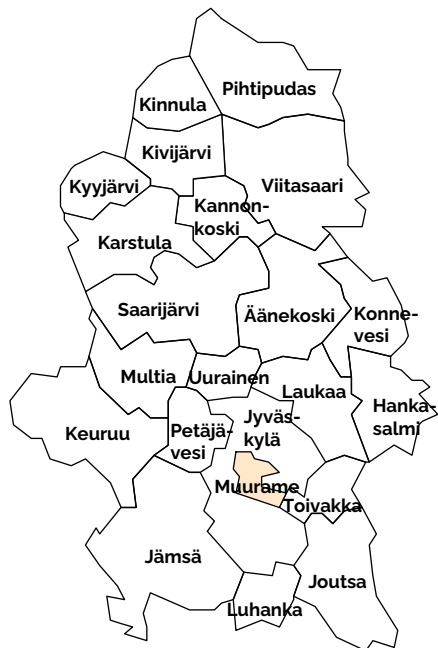 Pihtipudas
Kinnula
Kivijärvi
Kyyjärvi
Viitasaari
Kannon-
koski
Karstula
Saarijärvi
Äänekoski
Konne-
vesi
Multia
Uurainen
Laukaa
Hanka-
salmi
Keuruu
Petäjä-
vesi
Jyväs-
kylä
Muurame
Toivakka
Jämsä
Joutsa
Luhanka